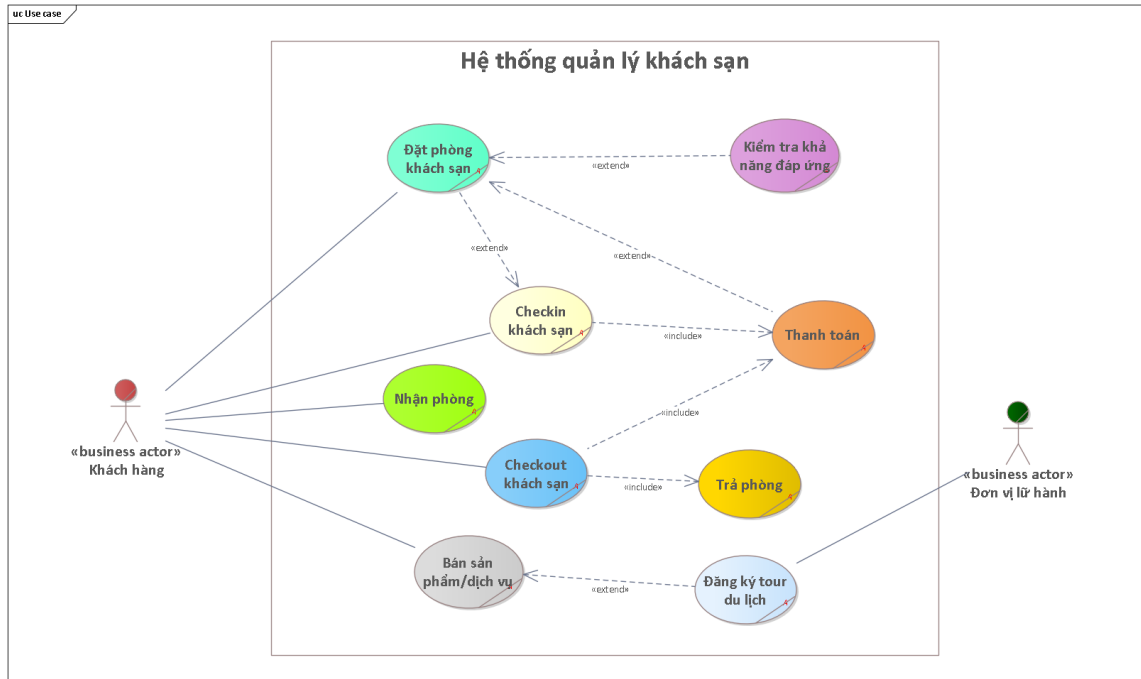 uc Use case
Hệ thống quản lý khách sạn
Đặt phòng
khách sạn
Kiểm tra khả
năng đáp ứng
«extend»
«extend»
«extend»
Checkin
khách sạn
Thanh toán
«include»
Nhận phòng
«include»
«business actor»
Khách hàng
Checkout
khách sạn
«include»
Trả phòng
«business actor»
Đơn vị lữ hành
Bán sản
phẩm/dịch vụ
«extend»
Đăng ký tour
du lịch